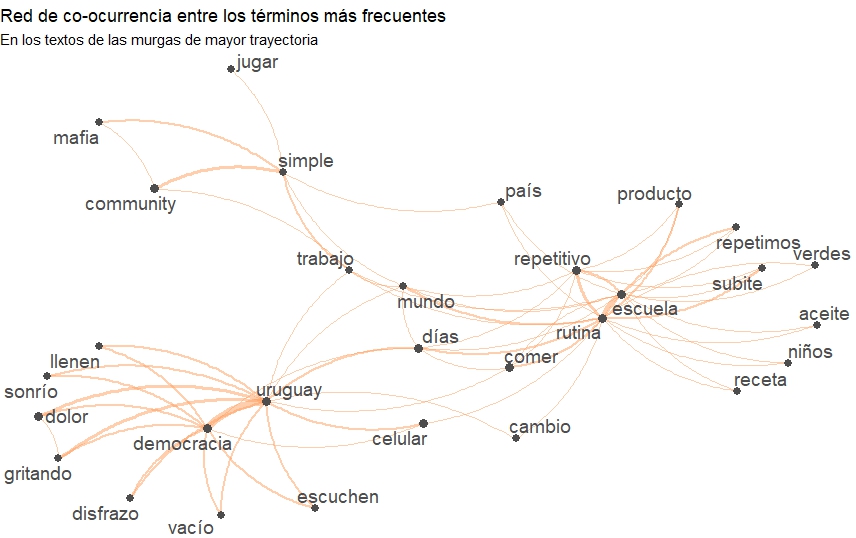 Red de co-ocurrencia entre los términos más frecuentes
En los textos de las murgas de mayor trayectoria
jugar
mafia
simple
community
país
producto
repetimos
trabajo
repetitivo
verdes
subite
mundo
escuela
aceite
rutina
días
comer
niños
llenen
receta
sonrío
uruguay
dolor
democracia
celular
cambio
gritando
escuchen
disfrazo
vacío